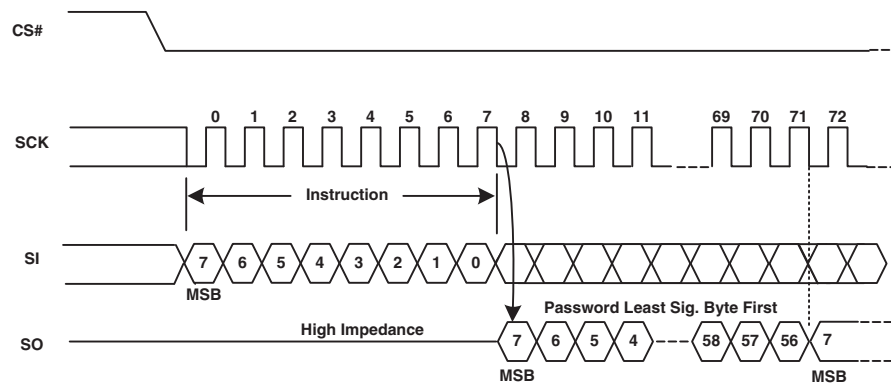 CS#
0 1 2 3 4 5 6 7 8 9 10 11 69 70 71 72
SCK
Instruction
SI 7 6 5 4 3 2 1 0
MSB
Password Least Sig. Byte First
High Impedance
SO 7 6 5 4 58 57 56 7
MSB MSB